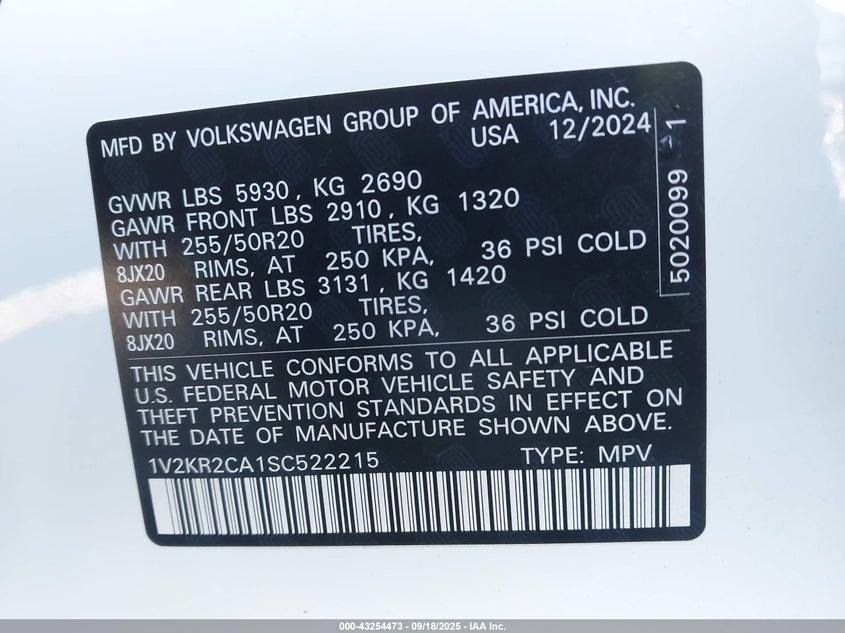 MFD BY VOLKSWAGEN GROUP OF AMERICA, INC.
USA 12/2024
GVWR LBS 5930, KG 2690
GAWR FRONT LBS 2910, KG 1320
WITH 255/50R20 TIRES,
8JX20 RIMS, AT 250 KPA, 36 PSI COLD
GAWR REAR LBS 3131, KG 1420
WITH 255/50R20 TIRES,
8JX20 RIMS, AT 250 KPA, 36 PSI COLD
THIS VEHICLE CONFORMS TO ALL APPLICABLE
U.S. FEDERAL MOTOR VEHICLE SAFETY AND
THEFT PREVENTION STANDARDS IN EFFECT ON
THE DATE OF MANUFACTURE SHOWN ABOVE.
1V2KR2CA1SC522215 TYPE: MPV
5020099 1
000-43254473 - 09/18/2025 - IAA Inc.